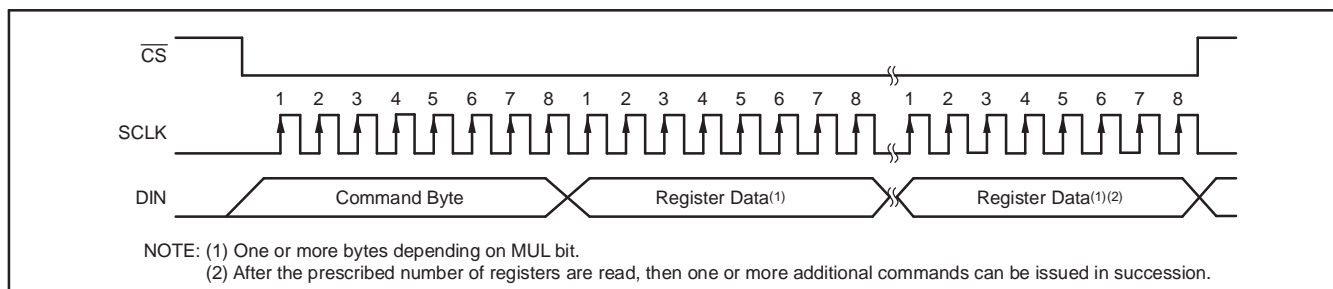 CS
1 2 3 4 5 6 7 8 1 2 3 4 5 6 7 8 1 2 3 4 5 6 7 8
SCLK
DIN Command Byte Register Data(1) Register Data(1)(2)
NOTE: (1) One or more bytes depending on MUL bit.
(2) After the prescribed number of registers are read, then one or more additional commands can be issued in succession.